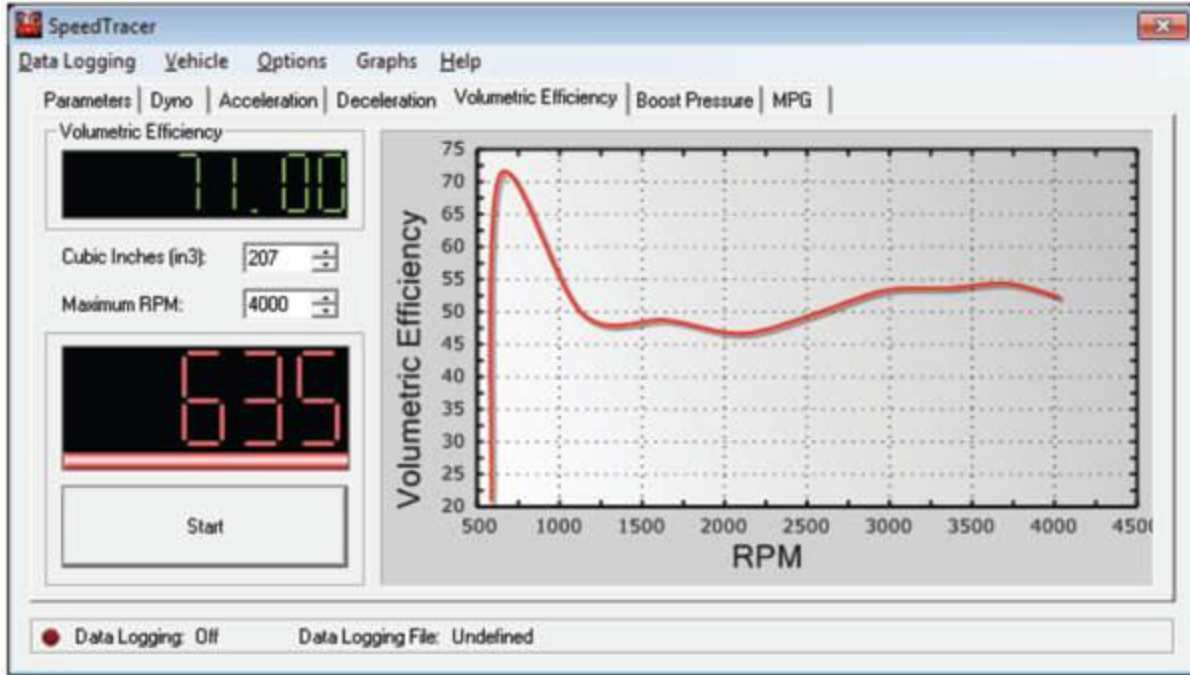 SpeedTracer
Data Logging Vehicle Options Graphs Help
Parameters Dyno Acceleration Deceleration Volumetric Efficiency Boost Pressure MPG
Volumetric Efficiency
71.00
Cubic Inches (in3): 207
Maximum RPM: 4000
635
Start
Volumetric Efficiency
75
70
65
60
55
50
45
40
35
30
25
20
500 1000 1500 2000 2500 3000 3500 4000 450
RPM
Data Logging: Off Data Logging File: Undefined